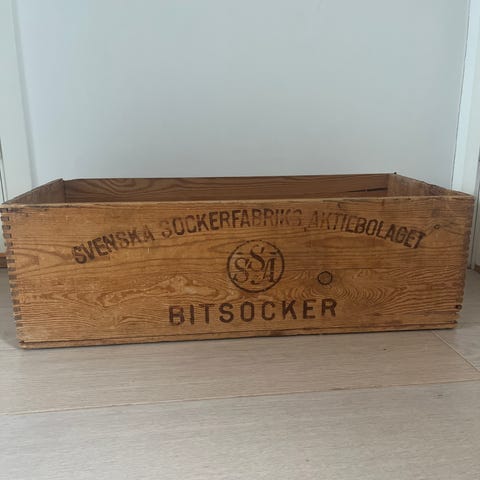 SVENSKA SOCKERFABRIKS AKTIEBOLAGET
SSA
BITSOCKER